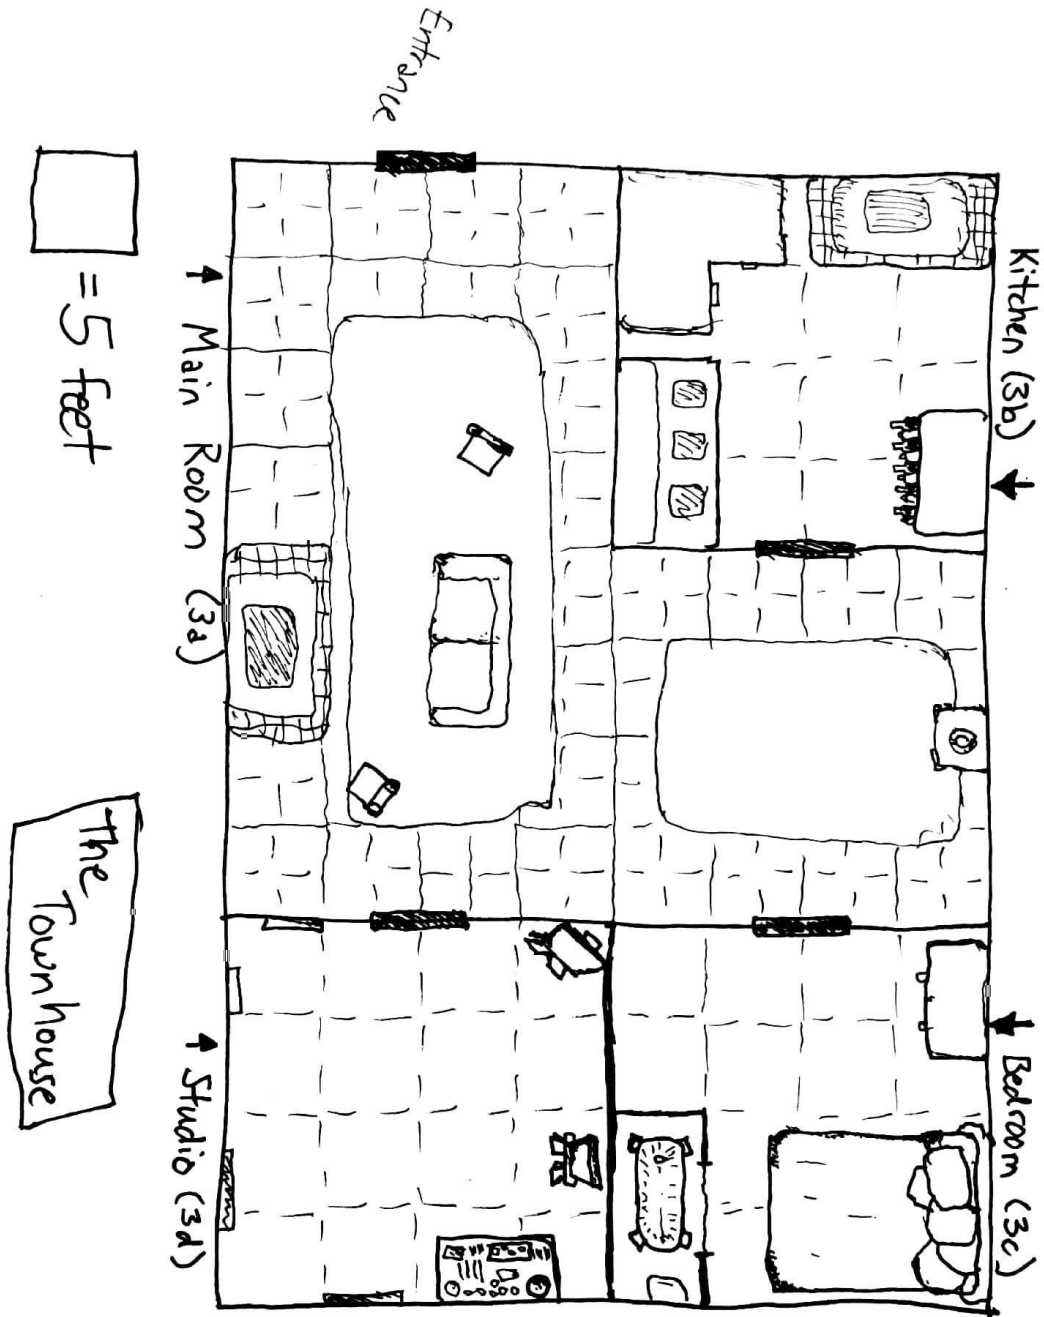 Kitchen (3b)
Bedroom (3c)
Entrance
Main Room (3a)
Studio (3d)
= 5 feet
The
Townhouse